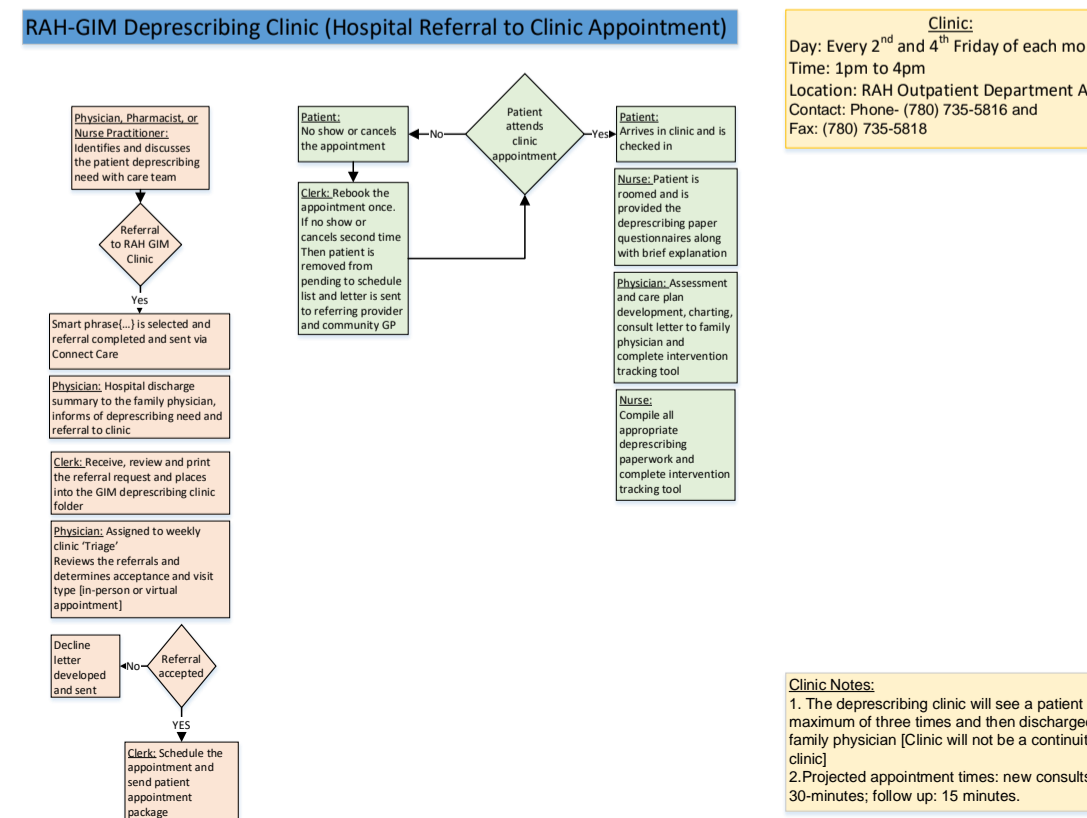 RAH-GIM Deprescribing Clinic (Hospital Referral to Clinic Appointment)
Physician, Pharmacist, or
Nurse Practitioner:
Identifies and discusses
the patient deprescribing
need with care team
Referral
to RAH GIM
Clinic
Yes
Smart phrase{…} is selected and
referral completed and sent via
Connect Care
Physician: Hospital discharge
summary to the family physician,
informs of deprescribing need and
referral to clinic
Clerk: Receive, review and print
the referral request and places
into the GIM deprescribing clinic
folder
Physician: Assigned to weekly
clinic ‘Triage’
Reviews the referrals and
determines acceptance and visit
type [in-person or virtual
appointment]
Referral
accepted
No
Decline
letter
developed
and sent
YES
Clerk: Schedule the
appointment and
send patient
appointment
package
Patient
attends
clinic
appointment
No
Patient:
No show or cancels
the appointment
Clerk: Rebook the
appointment once.
If no show or
cancels second time
Then patient is
removed from
pending to schedule
list and letter is sent
to referring provider
and community GP
Yes
Patient:
Arrives in clinic and is
checked in
Nurse: Patient is
roomed and is
provided the
deprescribing paper
questionnaires along
with brief explanation
Physician: Assessment
and care plan
development, charting,
consult letter to family
physician and
complete intervention
tracking tool
Nurse:
Compile all
appropriate
deprescribing
paperwork and
complete intervention
tracking tool
Clinic:
Day: Every 2nd and 4th Friday of each mo
Time: 1pm to 4pm
Location: RAH Outpatient Department A
Contact: Phone- (780) 735-5816 and
Fax: (780) 735-5818
Clinic Notes:
1. The deprescribing clinic will see a patient
maximum of three times and then discharged
family physician [Clinic will not be a continuit
clinic]
2.Projected appointment times: new consults
30-minutes; follow up: 15 minutes.